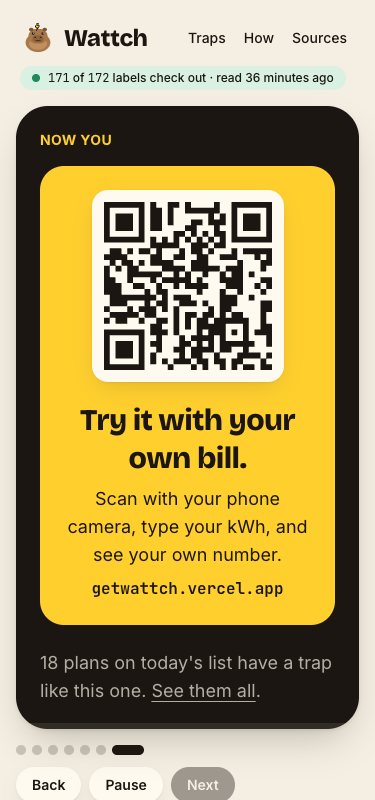 Wattch
Traps How Sources
171 of 172 labels check out · read 36 minutes ago
NOW YOU
Try it with your
own bill.
Scan with your phone
camera, type your kWh, and
see your own number.
getwattch.vercel.app
18 plans on today's list have a trap
like this one. See them all.
Back Pause Next